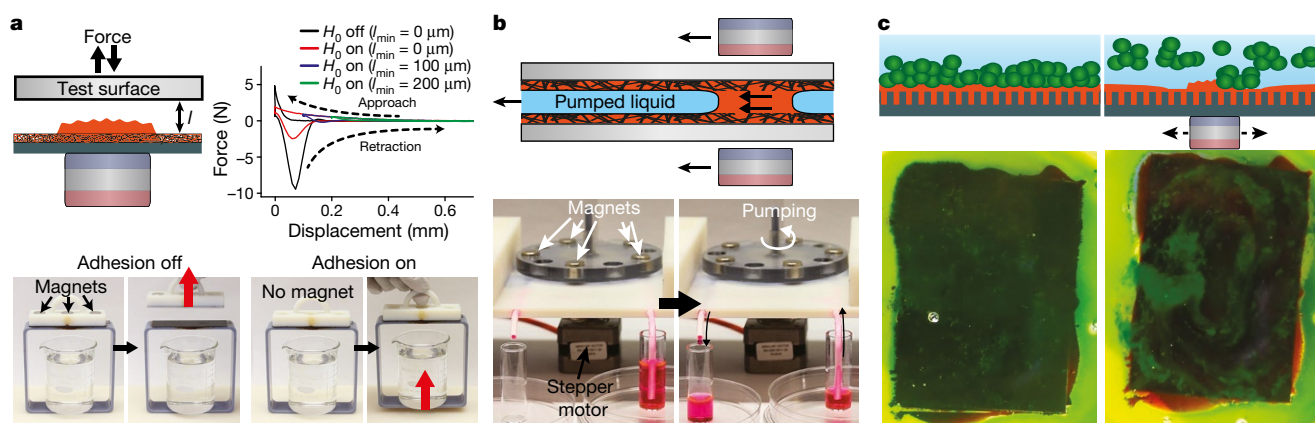 a
Force
Test surface
l
H₀ off (lmin = 0 μm)
H₀ on (lmin = 0 μm)
H₀ on (lmin = 100 μm)
H₀ on (lmin = 200 μm)
10
5
0
−5
−10
Force (N)
Approach
Retraction
0
0.2
0.4
0.6
Displacement (mm)
Adhesion off
Magnets
Adhesion on
No magnet
b
Pumped liquid
Magnets
Pumping
Stepper
motor
c